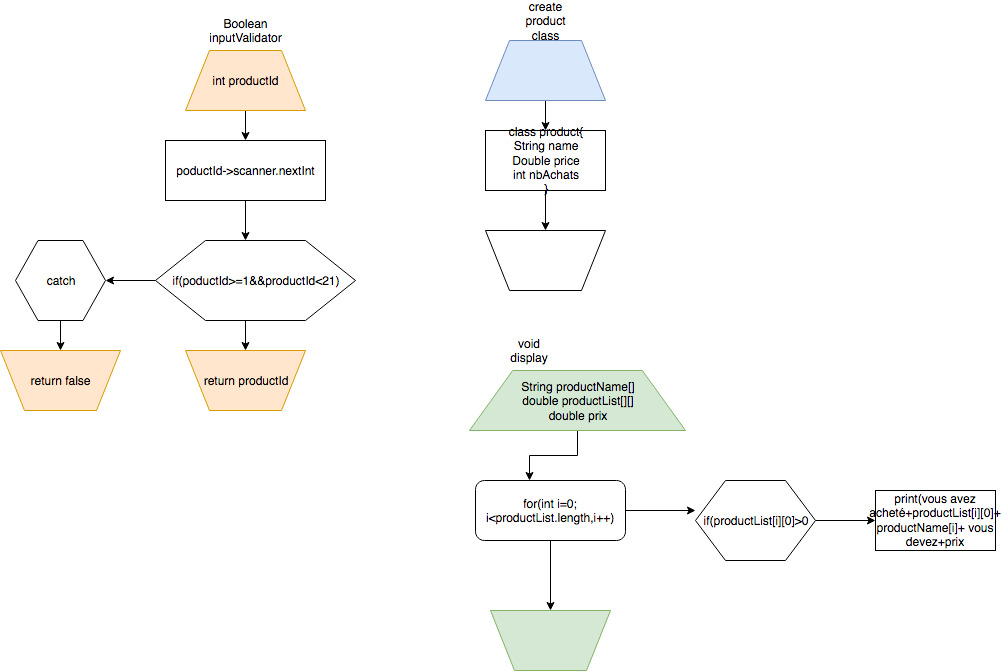 Boolean
inputValidator
int productId
poductId->scanner.nextInt
if(poductId>=1&&productId<21)
catch
return false
return productId
create
product
class
class product{
String name
Double price
int nbAchats
}
void
display
String productName[]
double productList[][]
double prix
for(int i=0;
i<productList.length,i++)
if(productList[i][0]>0
print(vous avez
acheté+productList[i][0]+
productName[i]+ vous
devez+prix